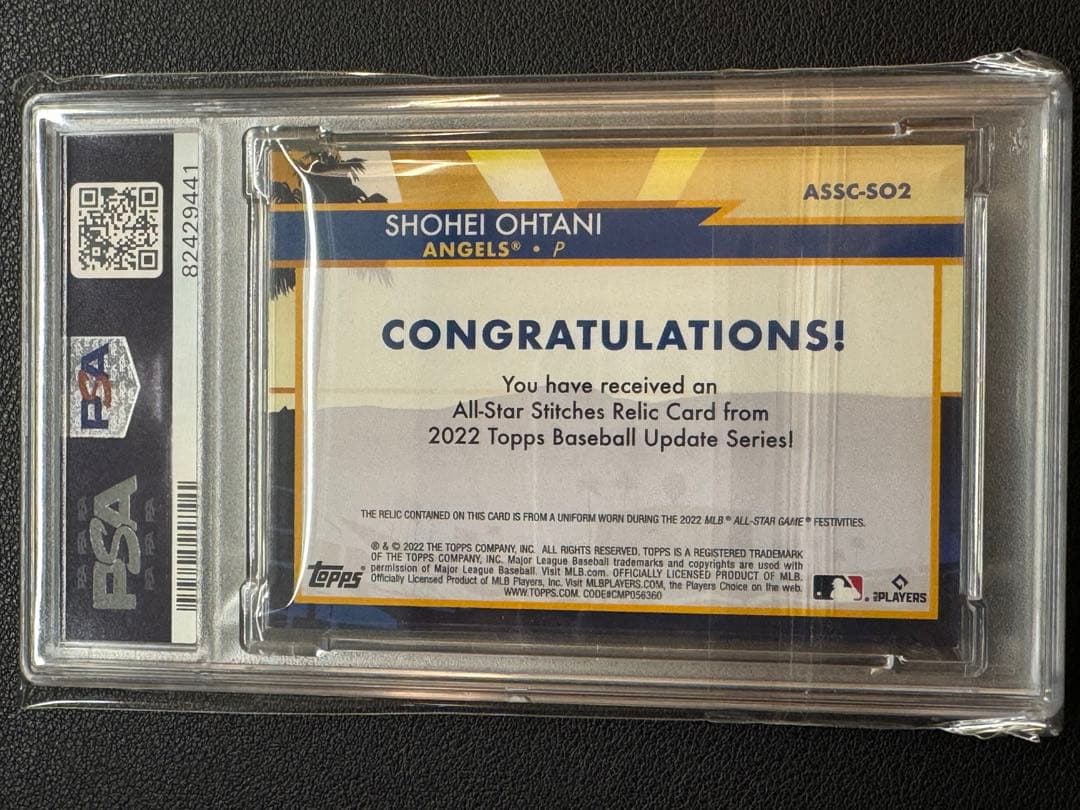 82429441
PSA
PSA
ASSC-SO2
SHOHEI OHTANI
ANGELS® • P
CONGRATULATIONS!
You have received an
All-Star Stitches Relic Card from
2022 Topps Baseball Update Series!
THE RELIC CONTAINED ON THIS CARD IS FROM A UNIFORM WORN DURING THE 2022 MLB® ALL-STAR GAME® FESTIVITIES.
® & © 2022 THE TOPPS COMPANY, INC. ALL RIGHTS RESERVED. TOPPS IS A REGISTERED TRADEMARK
OF THE TOPPS COMPANY, INC. Major League Baseball trademarks and copyrights are used with
permission of Major League Baseball. Visit MLB.com. OFFICIALLY LICENSED PRODUCT OF MLB
Officially Licensed Product of MLB Players, Inc. Visit MLBPLAYERS.COM, the Players Choice on the web.
WWW.TOPPS.COM. CODE#CMP056360
topps®
MLB PLAYERS